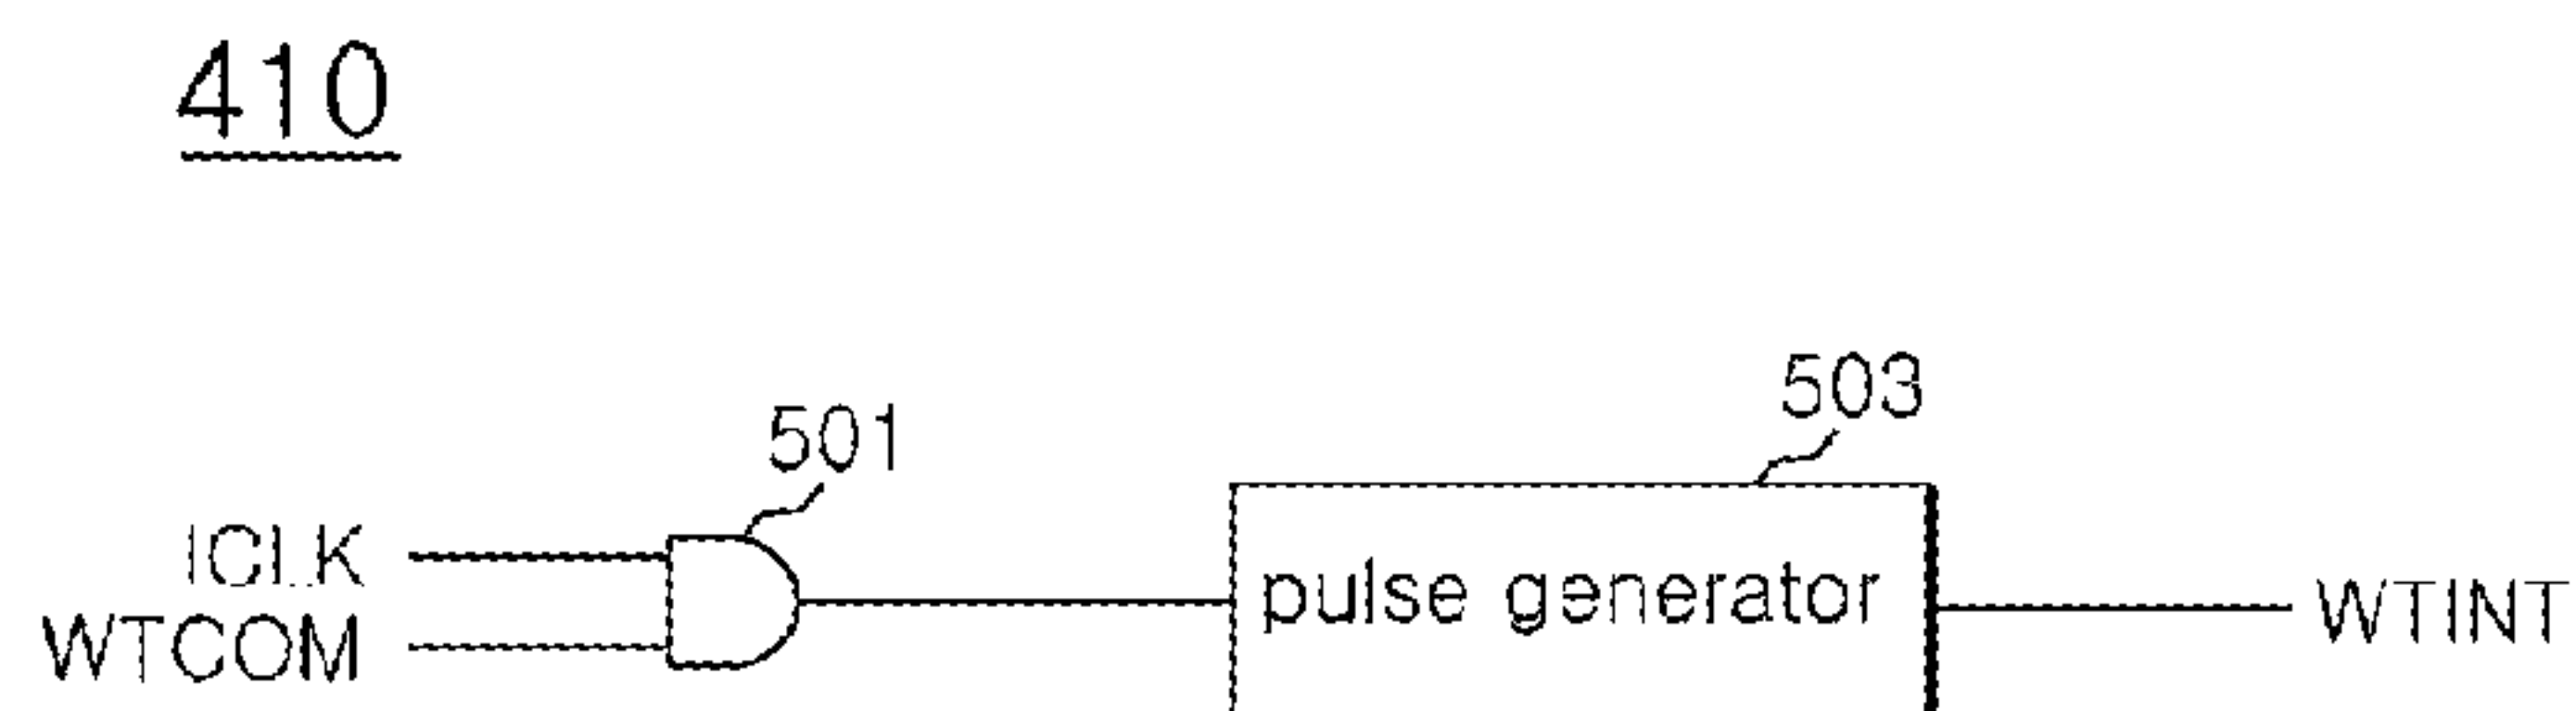 410
503
501
ICLK
pulse generator
WTINT
WTCOM